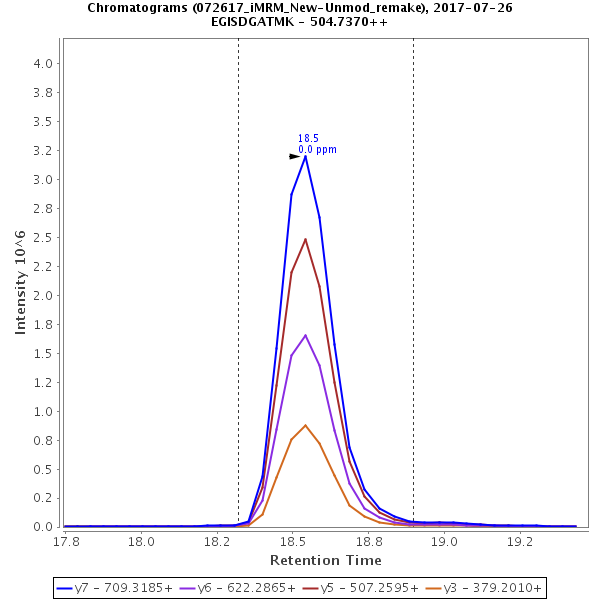 Chromatograms (072617_iMRM_New-Unmod_remake), 2017-07-26
EGISDGATMK - 504.7370++
Intensity 10^6
4.0
3.8
3.5
3.2
3.0
2.8
2.5
2.2
2.0
1.8
1.5
1.2
1.0
0.8
0.5
0.2
0.0
18.5
0.0 ppm
17.8 18.0 18.2 18.5 18.8 19.0 19.2
Retention Time
y7 - 709.3185+ y6 - 622.2865+ y5 - 507.2595+ y3 - 379.2010+